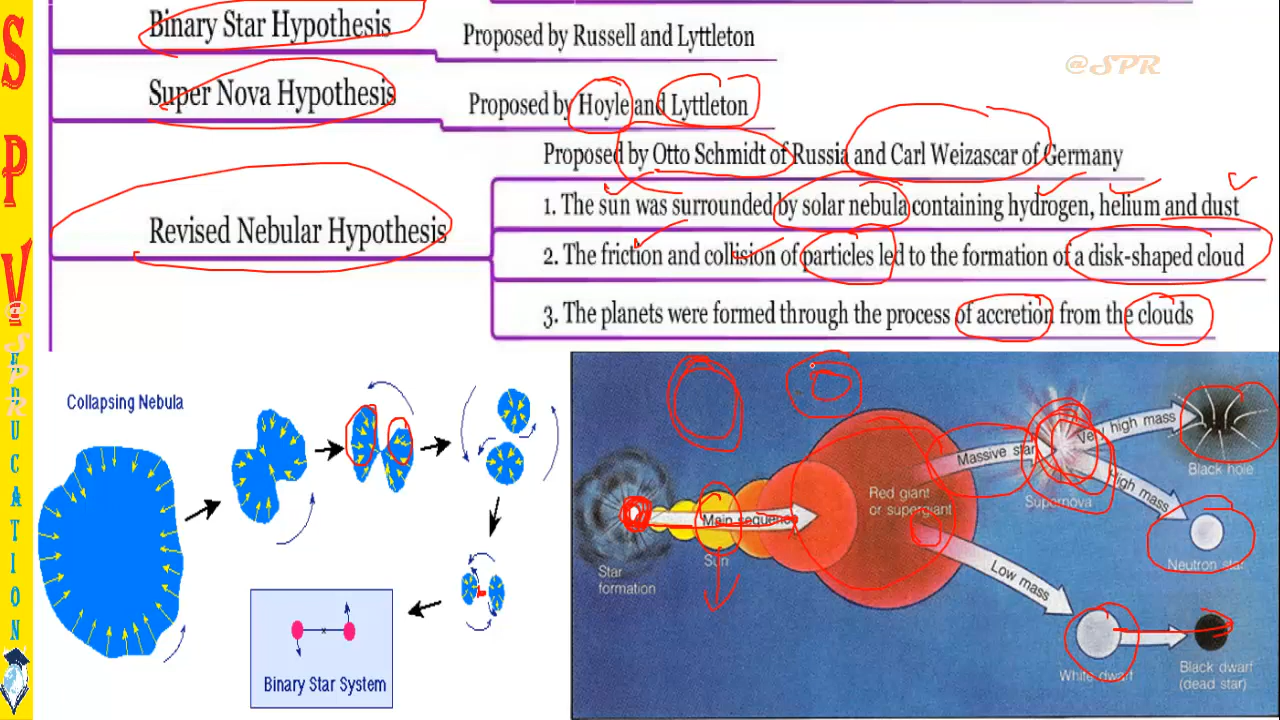 Binary Star Hypothesis
Proposed by Russell and Lyttleton
@SPR
Super Nova Hypothesis
Proposed by Hoyle and Lyttleton
Proposed by Otto Schmidt of Russia and Carl Weizascar of Germany
Revised Nebular Hypothesis
1. The sun was surrounded by solar nebula containing hydrogen, helium and dust
2. The friction and collision of particles led to the formation of a disk-shaped cloud
3. The planets were formed through the process of accretion from the clouds
S
P
V
@SPR
EDUCATION
Collapsing Nebula
Binary Star System
Star
formation
Main sequence
Sun
Red giant
or supergiant
Massive star
Supernova
Very high mass
Black hole
High mass
Neutron star
Low mass
White dwarf
Black dwarf
(dead star)